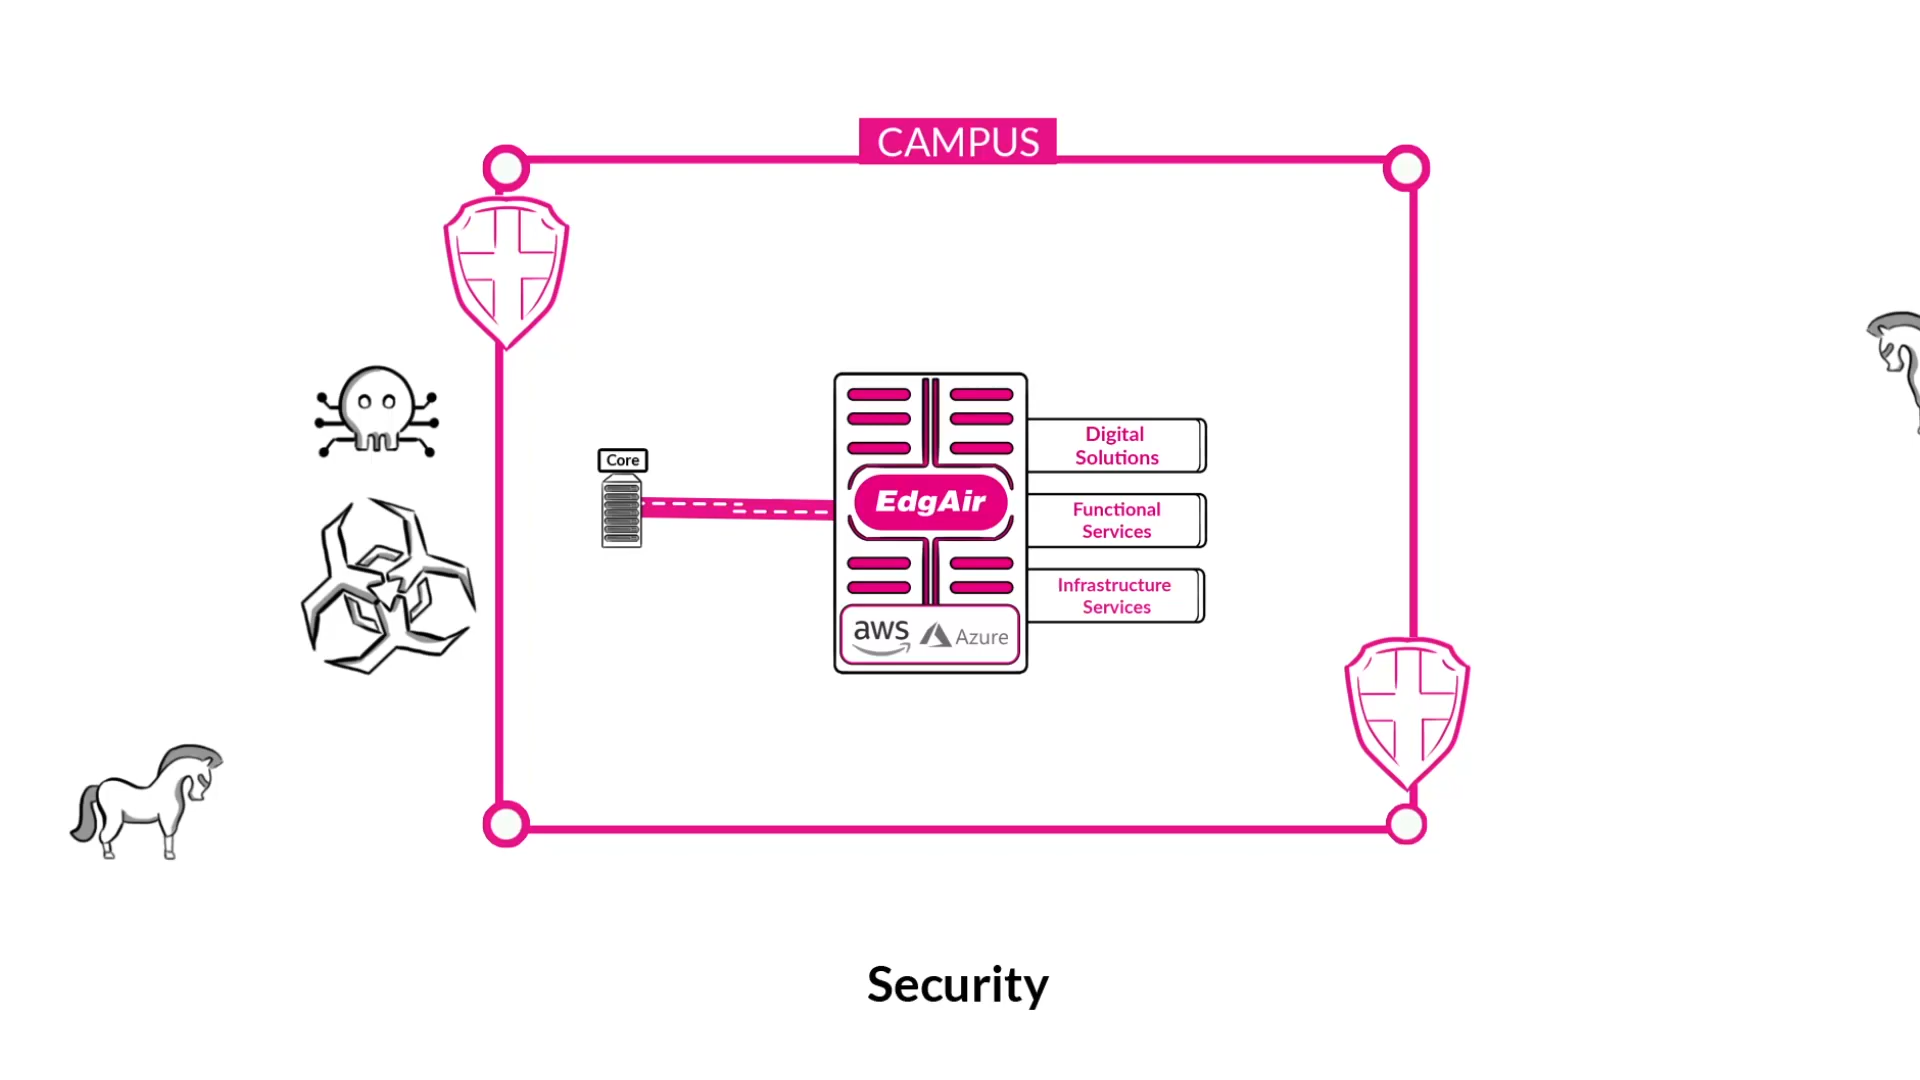 CAMPUS
Core
Digital
Solutions
EdgAir
Functional
Services
Infrastructure
Services
aws
Azure
Security